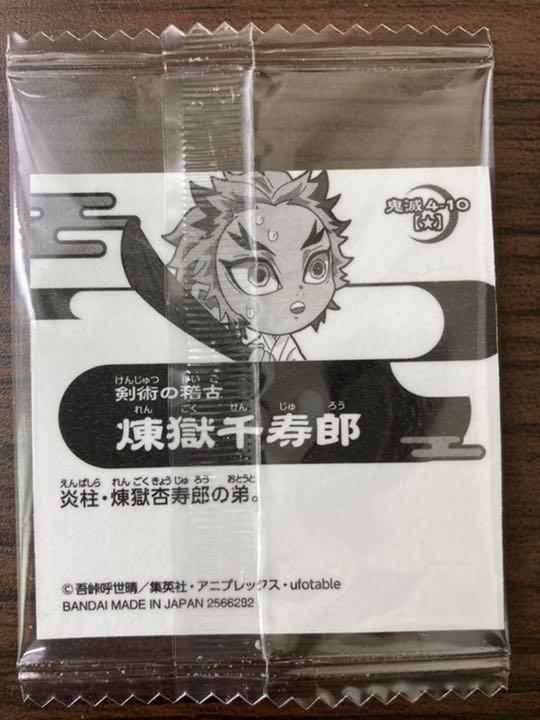 鬼滅 4-10
[★]
けんじゅつ けいこ
剣術の稽古
れん ごく せん じゅ ろう
煉獄千寿郎
えんばしら れん ごく きょう じゅ ろう おとうと
炎柱・煉獄杏寿郎の弟。
©吾峠呼世晴／集英社・アニプレックス・ufotable
BANDAI MADE IN JAPAN 2566292